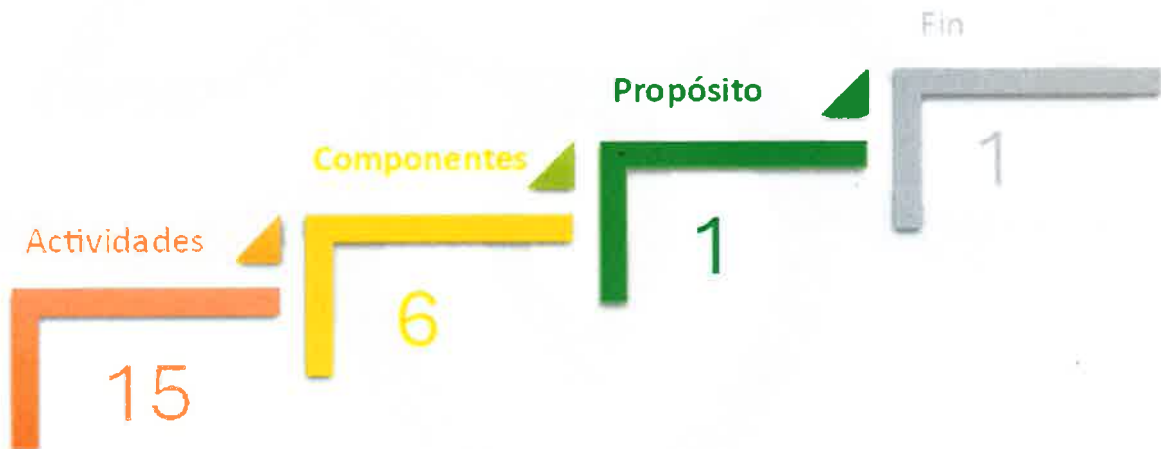 Fin
1
Propósito
1
Componentes
6
Actividades
15